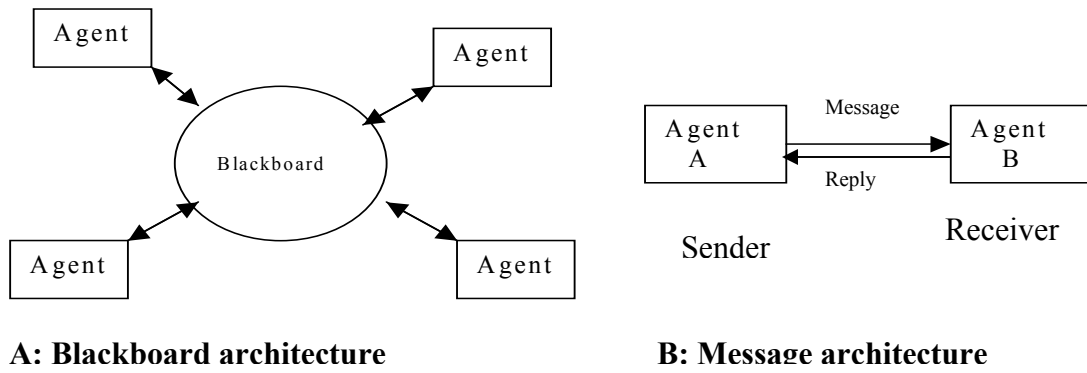 Agent
Agent
Blackboard
Agent
Agent
A: Blackboard architecture
Message
Agent
A
Agent
B
Reply
Sender
Receiver
B: Message architecture